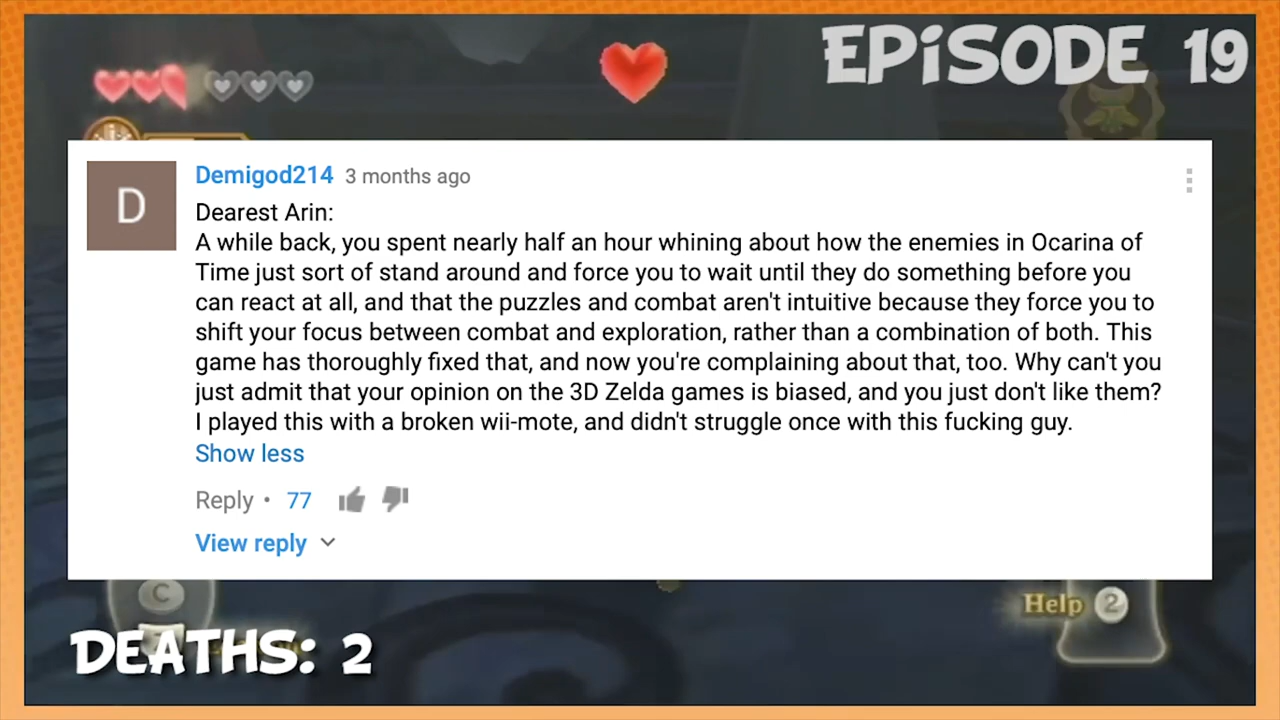 EPISODE 19
D
Demigod214 3 months ago
Dearest Arin:
A while back, you spent nearly half an hour whining about how the enemies in Ocarina of
Time just sort of stand around and force you to wait until they do something before you
can react at all, and that the puzzles and combat aren't intuitive because they force you to
shift your focus between combat and exploration, rather than a combination of both. This
game has thoroughly fixed that, and now you're complaining about that, too. Why can't you
just admit that your opinion on the 3D Zelda games is biased, and you just don't like them?
I played this with a broken wii-mote, and didn't struggle once with this fucking guy.
Show less
Reply • 77
View reply
C
Help 2
DEATHS: 2